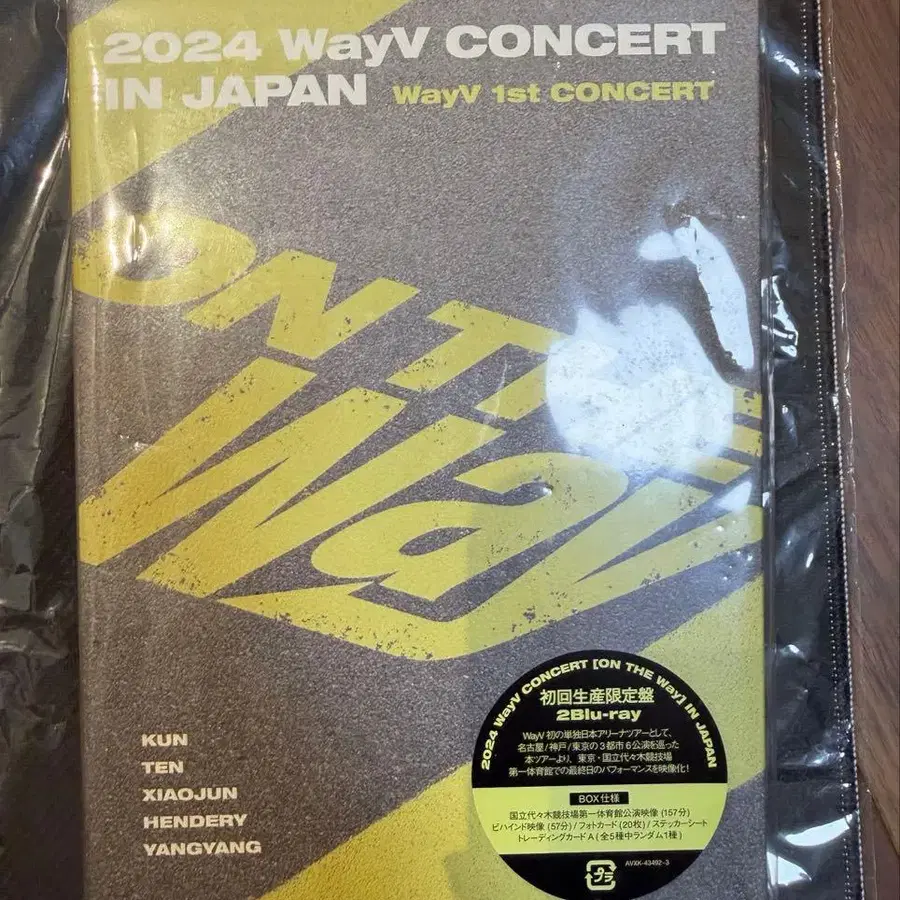 2024 WayV CONCERT
IN JAPAN WayV 1st CONCERT
ON THE
Way
KUN
TEN
XIAOJUN
HENDERY
YANGYANG
2024 WayV CONCERT [ON THE Way] IN JAPAN
初回生産限定盤
2Blu-ray
WayV 初の単独日本アリーナツアーとして、
名古屋/神戸/東京の3都市6公演を巡った
本ツアーより、東京・国立代々木競技場
第一体育館での最終日のパフォーマンスを映像化!
BOX仕様
国立代々木競技場第一体育館公演映像 (157分)
ビハインド映像 (57分) / フォトカード (20枚) / ステッカーシート
トレーディングカードA (全5種中ランダム1種)
プラ
AVXK-43492~3